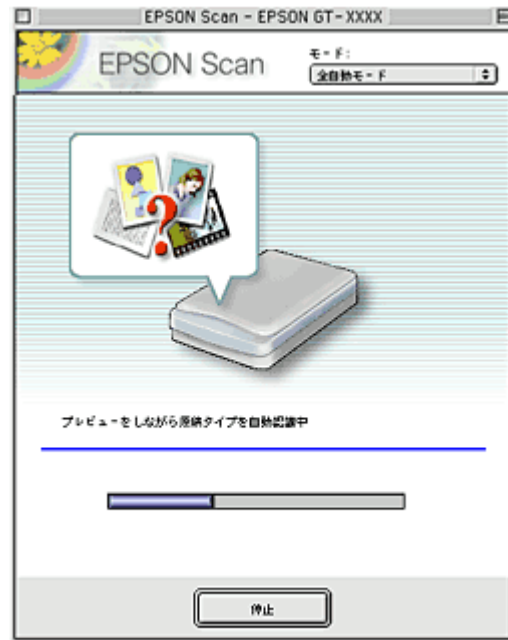 EPSON Scan - EPSON GT-XXXX
EPSON Scan
モード:
全自動モード
プレビューをしながら原稿タイプを自動認識中
停止